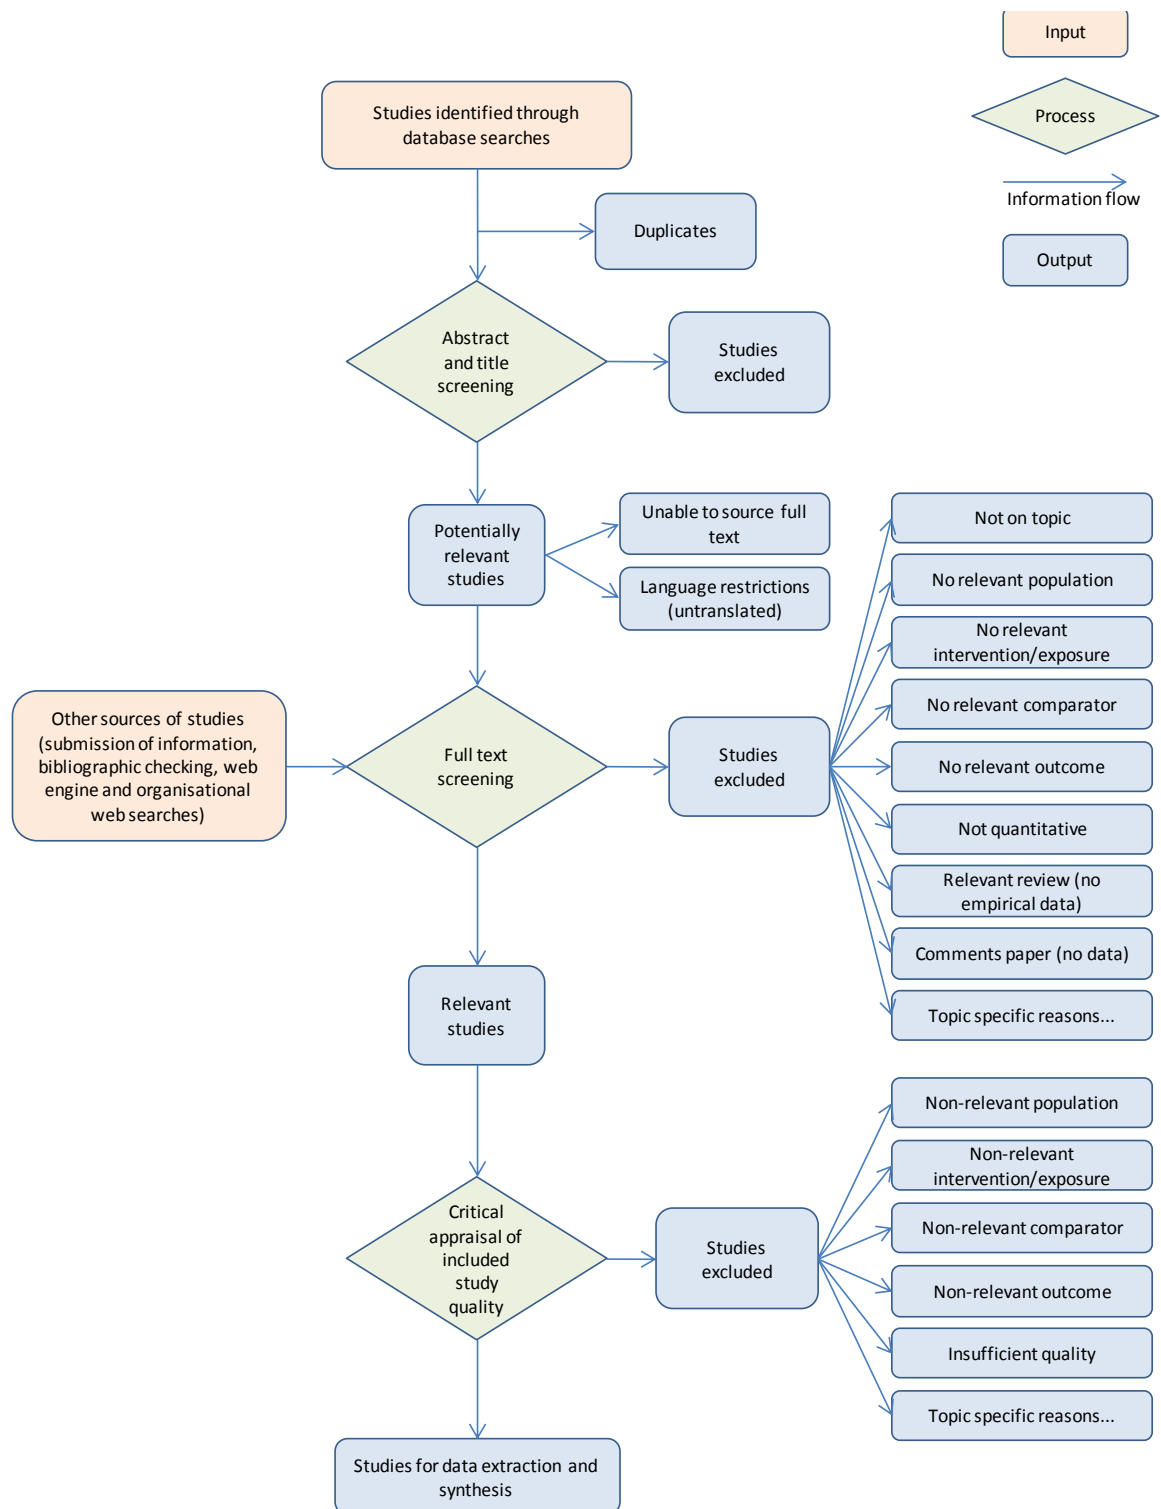 Input
Process
Information flow
Output
Studies identified through
database searches
Duplicates
Abstract
and title
screening
Studies
excluded
Potentially
relevant
studies
Unable to source full
text
Language restrictions
(untranslated)
Other sources of studies
(submission of information,
bibliographic checking, web
engine and organisational
web searches)
Full text
screening
Studies
excluded
Not on topic
No relevant population
No relevant
intervention/exposure
No relevant comparator
No relevant outcome
Not quantitative
Relevant review (no
empirical data)
Comments paper (no data)
Topic specific reasons...
Relevant
studies
Critical
appraisal of
included
study
quality
Studies
excluded
Non-relevant population
Non-relevant
intervention/exposure
Non-relevant comparator
Non-relevant outcome
Insufficient quality
Topic specific reasons...
Studies for data extraction and
synthesis